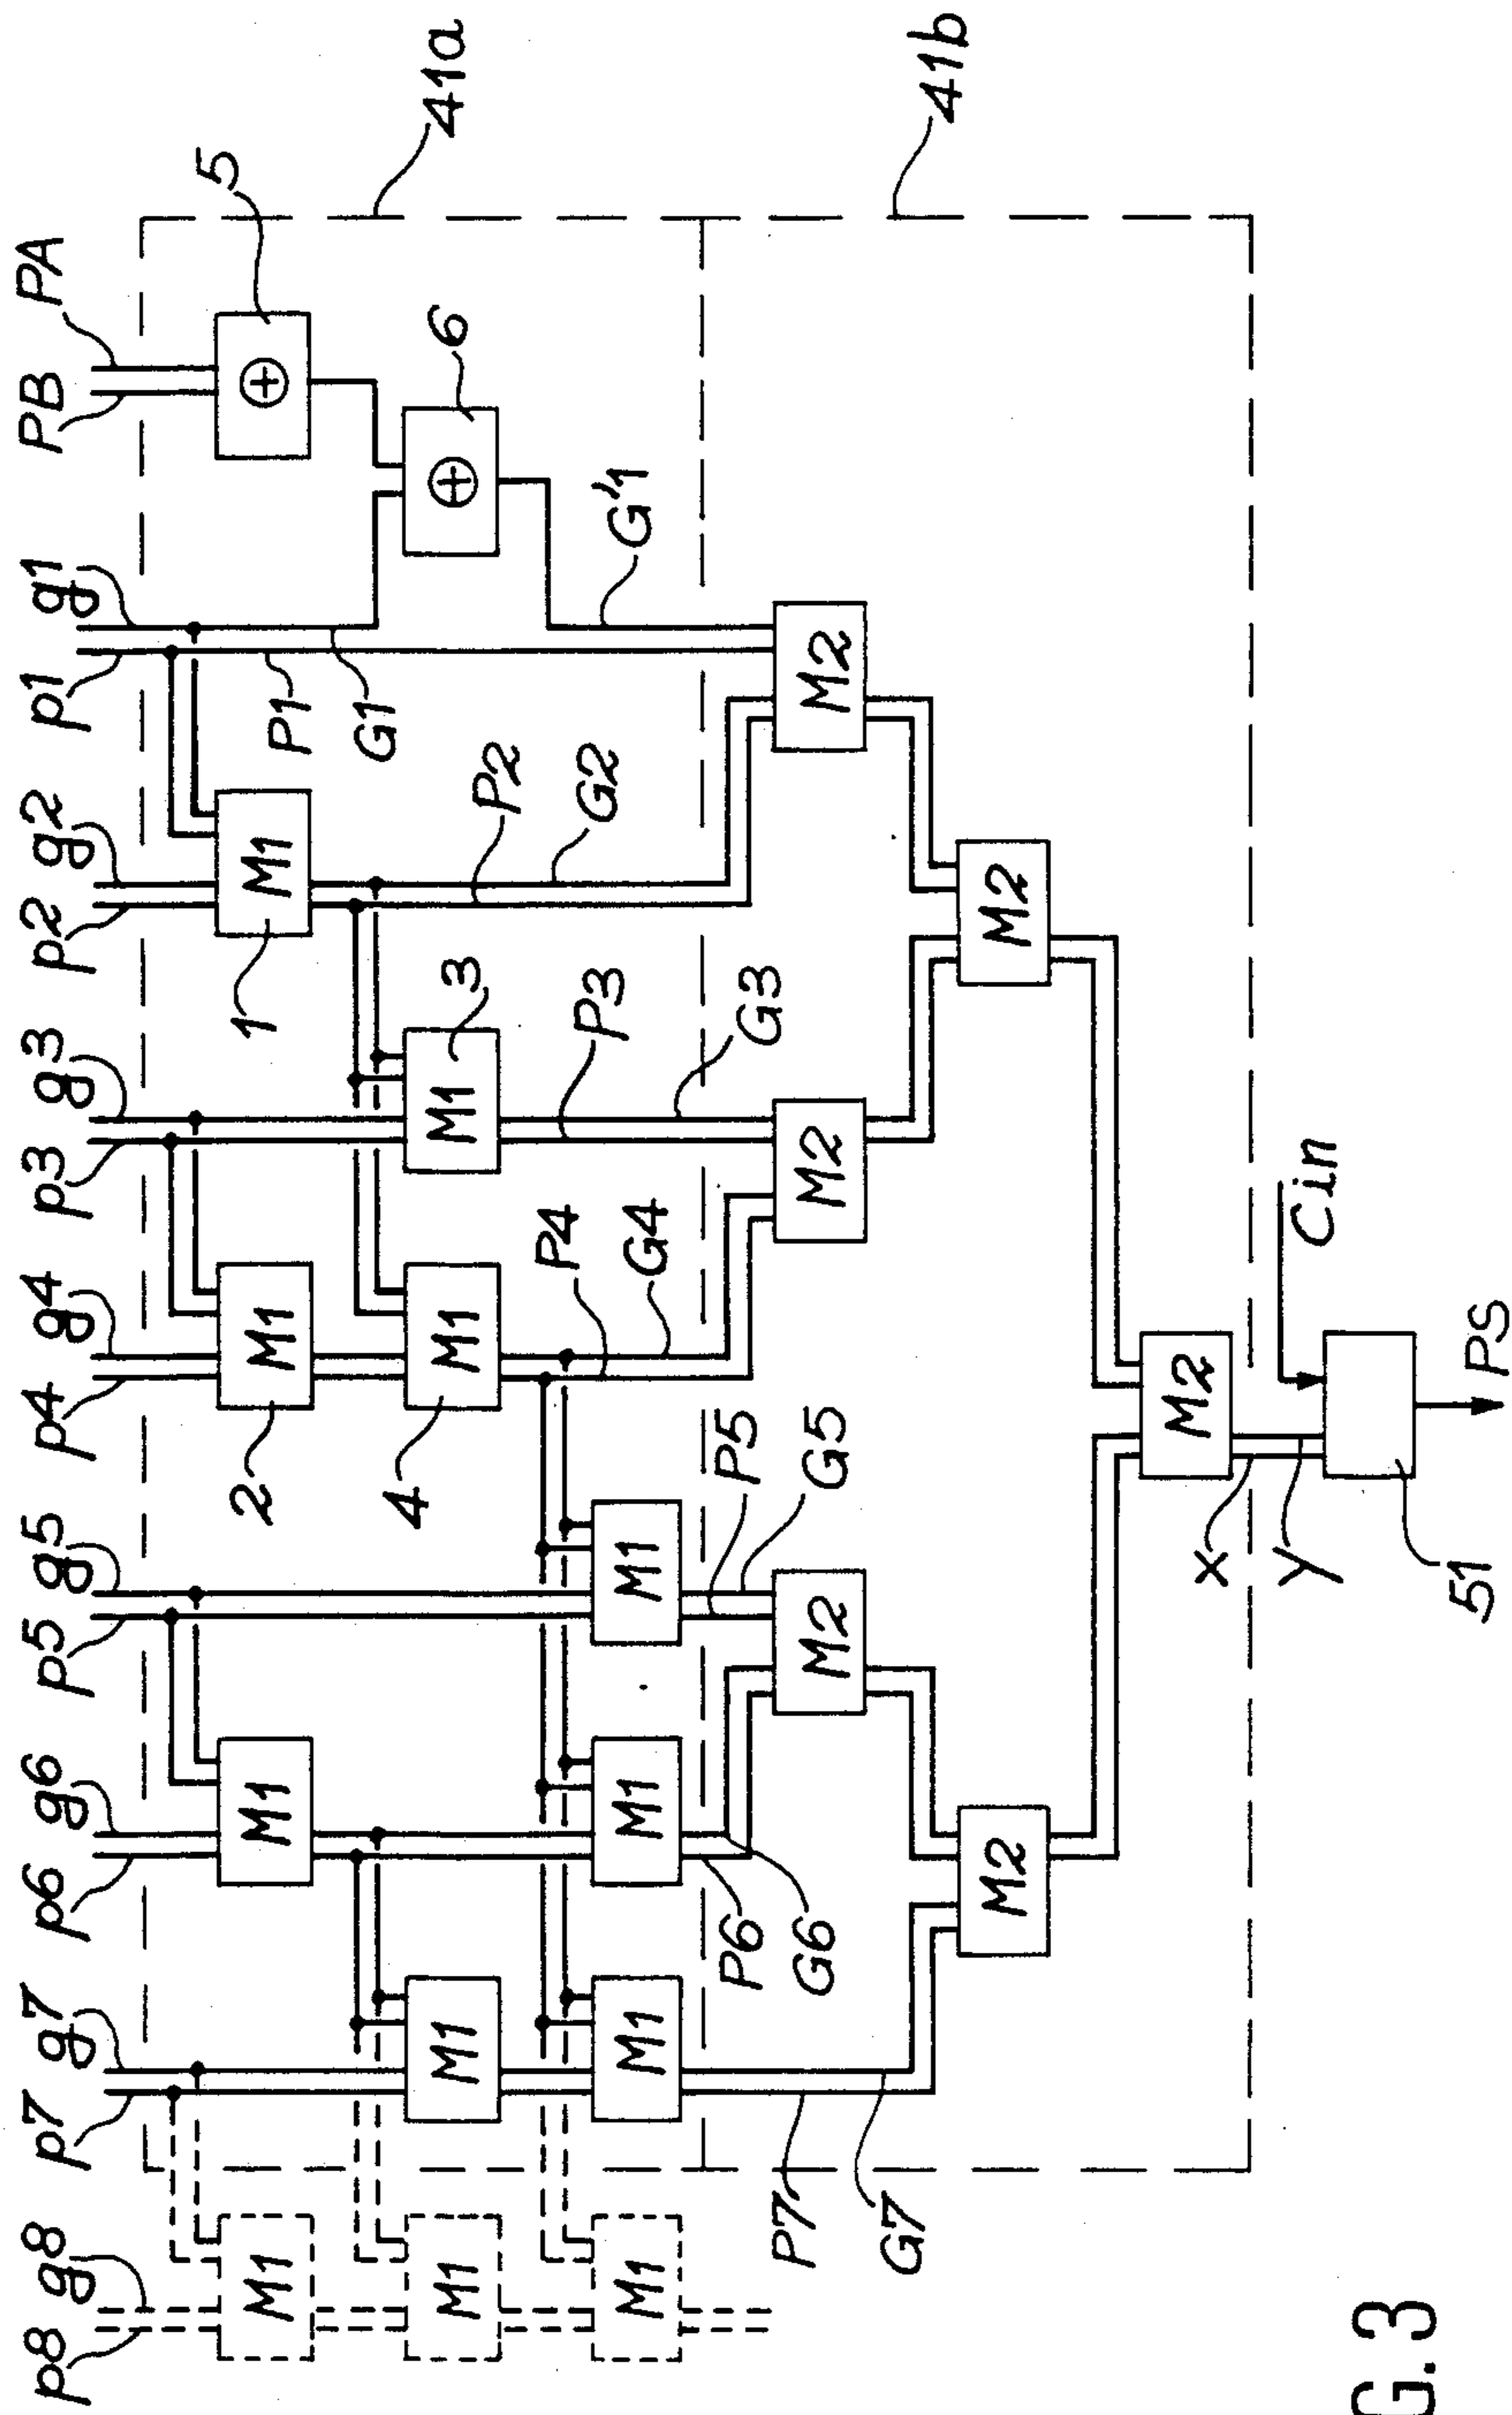 p8 g8 p7 g7 p6 g6 p5 g5 p4 g4 p3 g3 p2 g2 p1 g1 PB PA
M1 M1 2 M1 1 M1 5
41a
P1
G1
M1 M1 4 M1 M1 3 6
P4 P3 P2
G4 G2 G'1
M1 M1 M1 M1
P6 P5 G3
P7 G6 G5
M2 M2 M2
G7
41b
M2 M2
M2
X
Y
Cin
51
PS
G.3